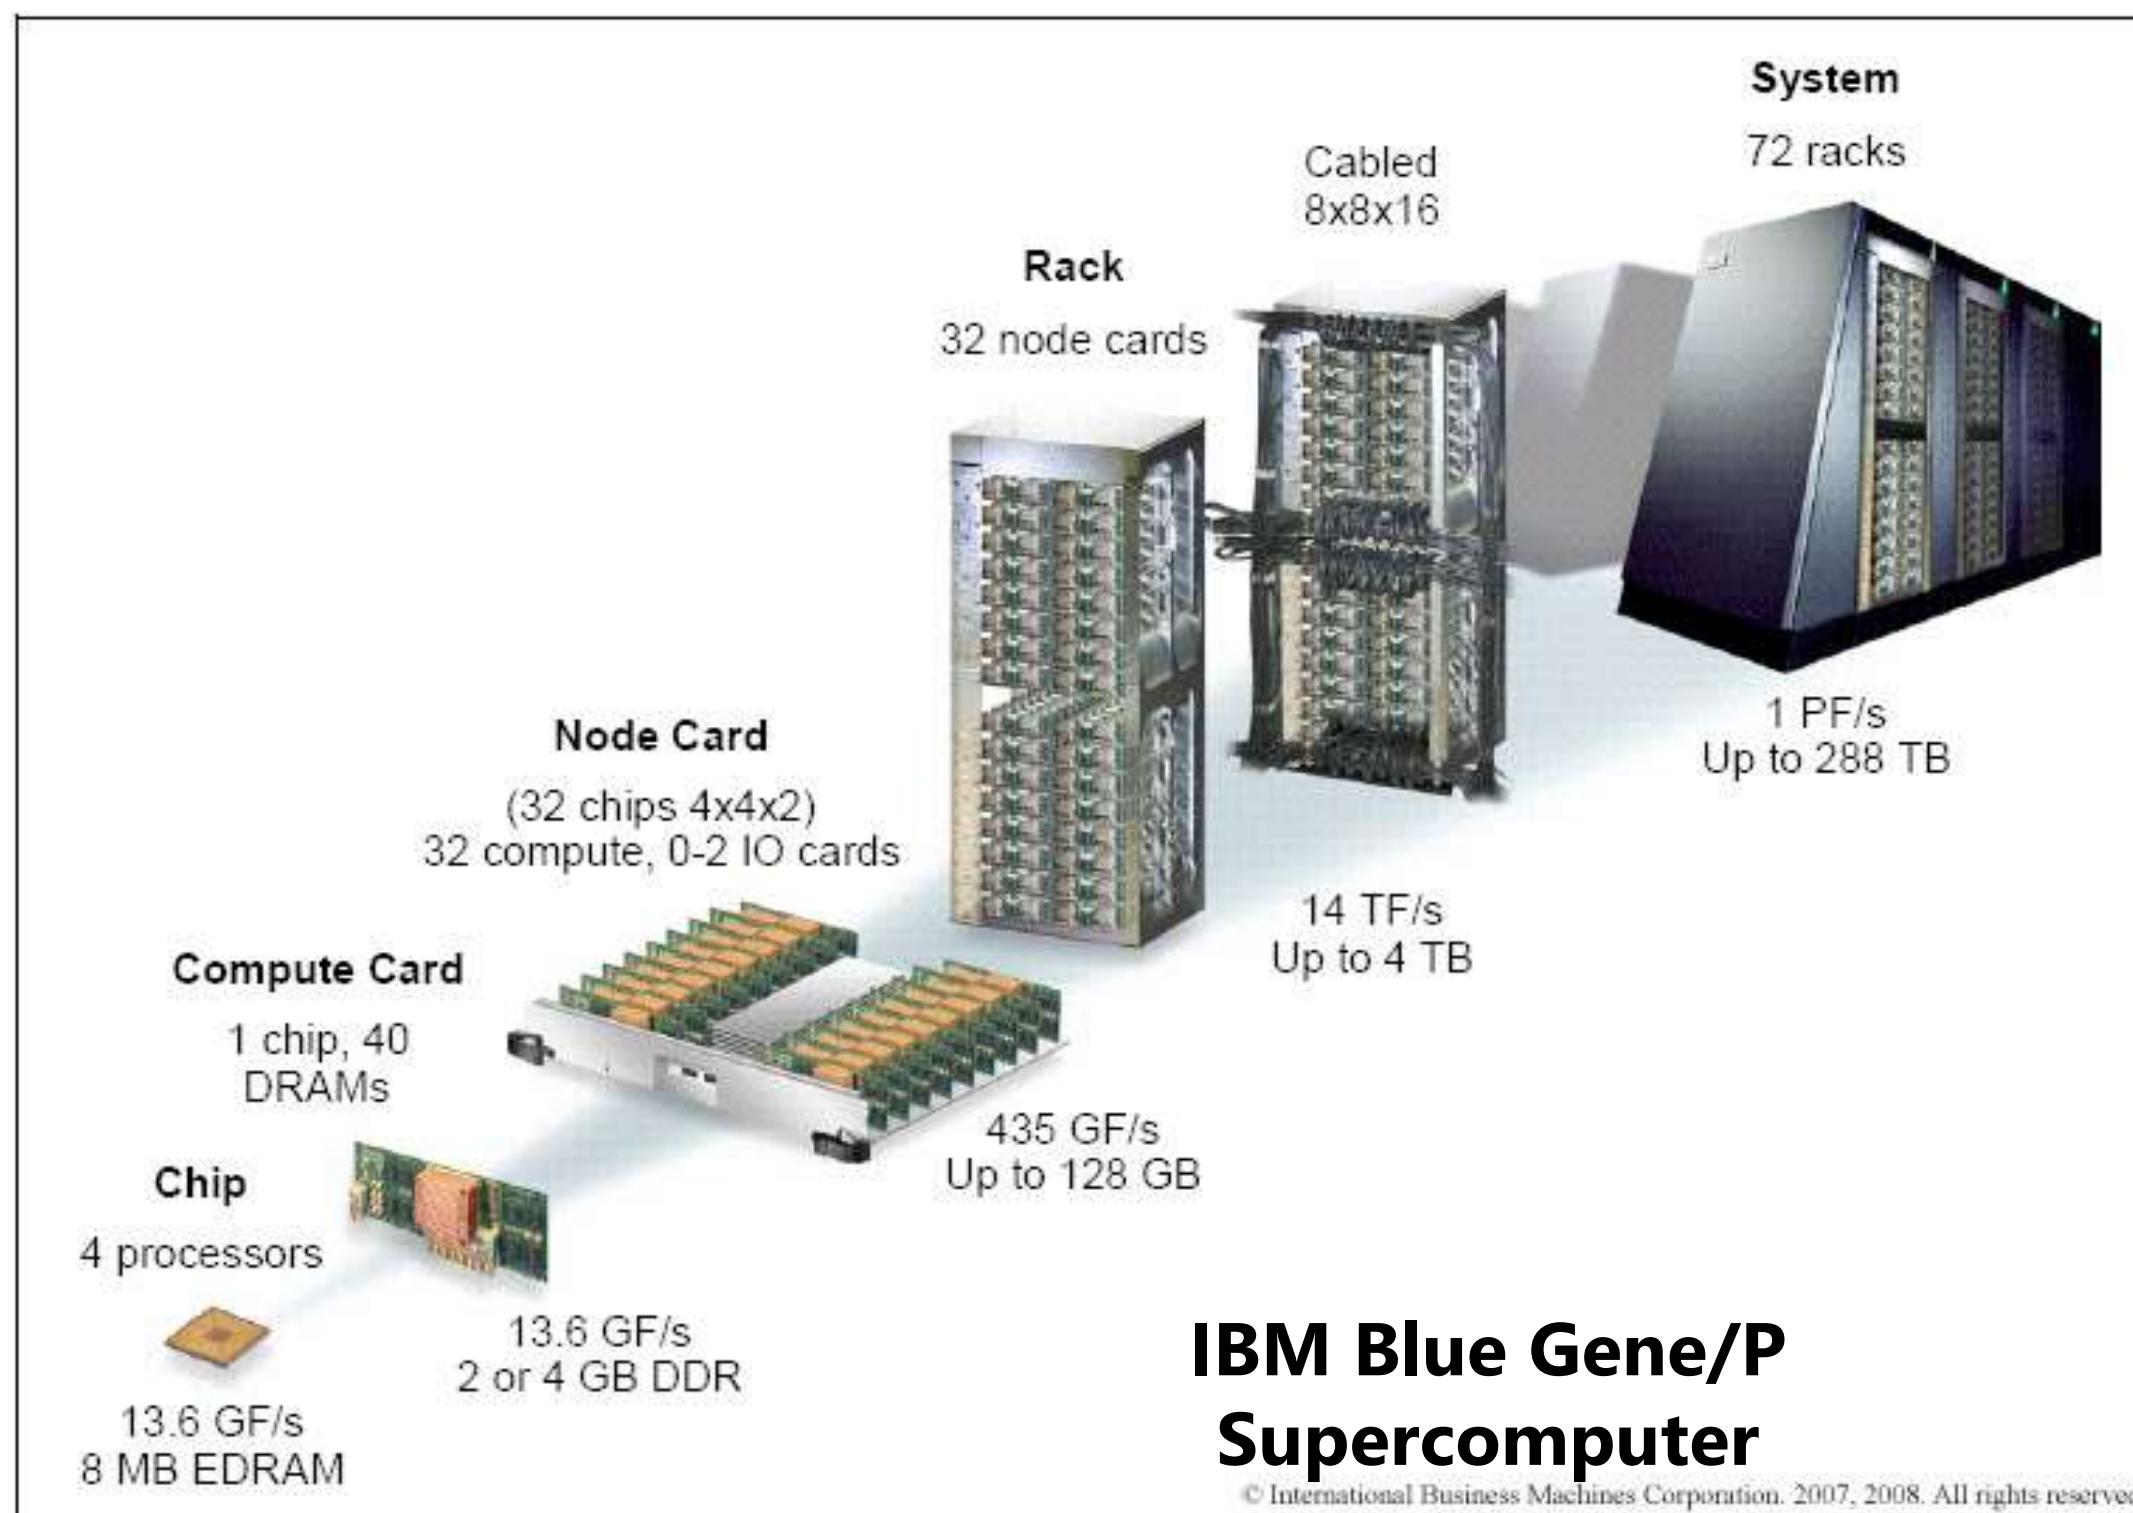 System
72 racks
Cabled
8x8x16
Rack
32 node cards
1 PF/s
Up to 288 TB
Node Card
(32 chips 4x4x2)
32 compute, 0-2 IO cards
14 TF/s
Up to 4 TB
Compute Card
1 chip, 40
DRAMs
435 GF/s
Up to 128 GB
Chip
4 processors
13.6 GF/s
2 or 4 GB DDR
13.6 GF/s
8 MB EDRAM
IBM Blue Gene/P
Supercomputer
© International Business Machines Corporation. 2007, 2008. All rights reserved